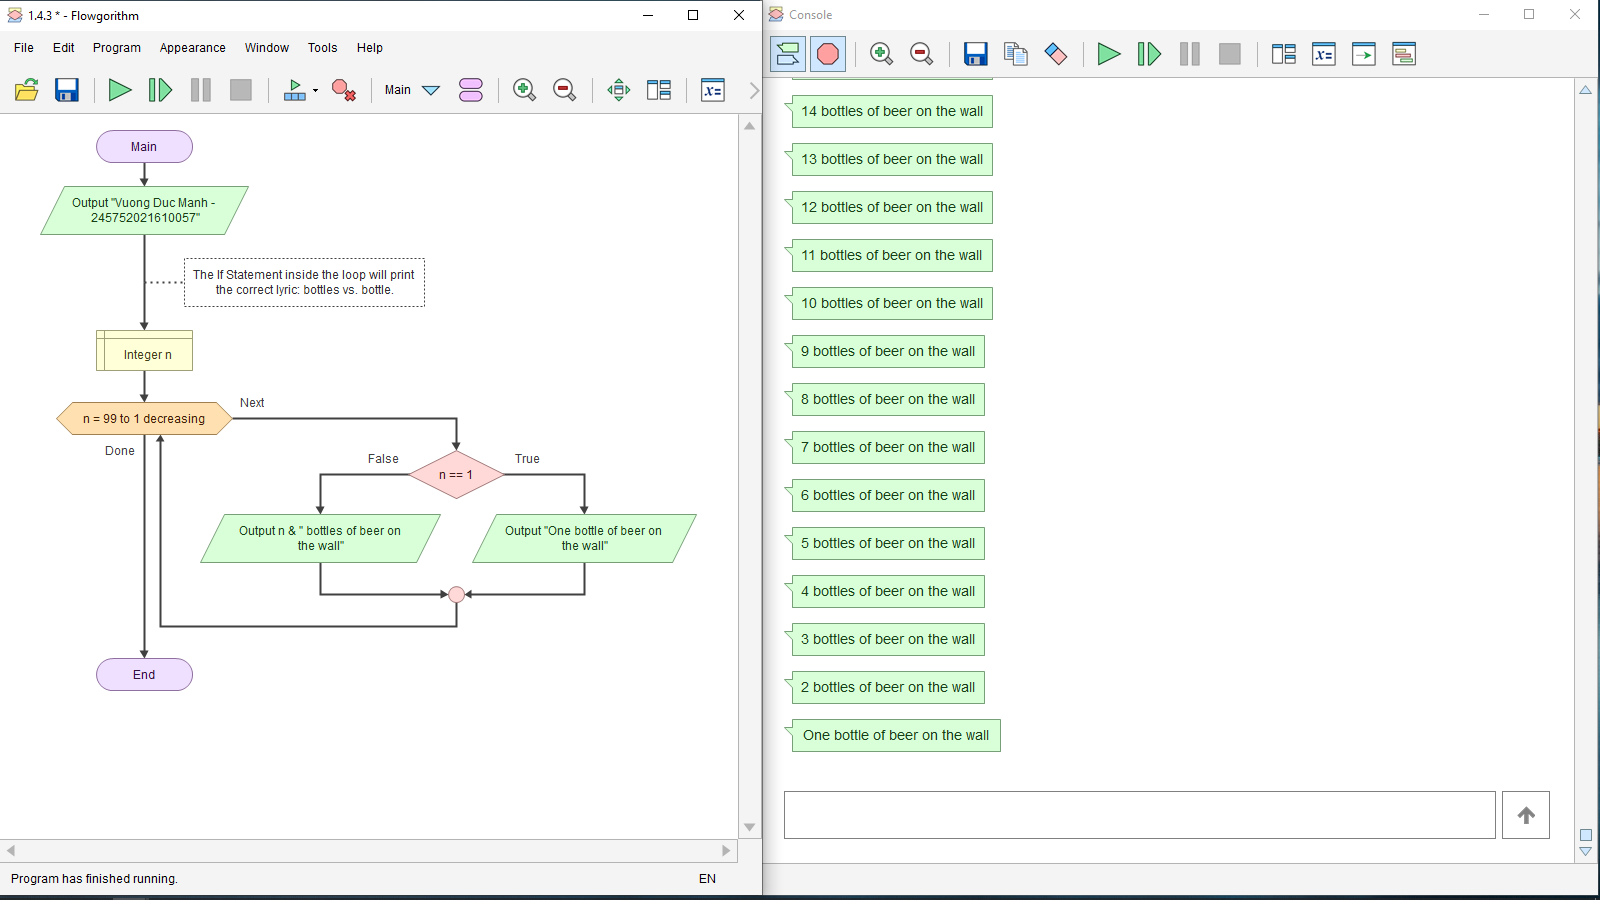 1.4.3 * - Flowgorithm
File Edit Program Appearance Window Tools Help
Main
Main
Output "Vuong Duc Manh -
245752021610057"
The If Statement inside the loop will print
the correct lyric: bottles vs. bottle.
Integer n
n = 99 to 1 decreasing
Next
Done
False
True
n == 1
Output n & " bottles of beer on
the wall"
Output "One bottle of beer on
the wall"
End
Program has finished running.
EN
Console
14 bottles of beer on the wall
13 bottles of beer on the wall
12 bottles of beer on the wall
11 bottles of beer on the wall
10 bottles of beer on the wall
9 bottles of beer on the wall
8 bottles of beer on the wall
7 bottles of beer on the wall
6 bottles of beer on the wall
5 bottles of beer on the wall
4 bottles of beer on the wall
3 bottles of beer on the wall
2 bottles of beer on the wall
One bottle of beer on the wall